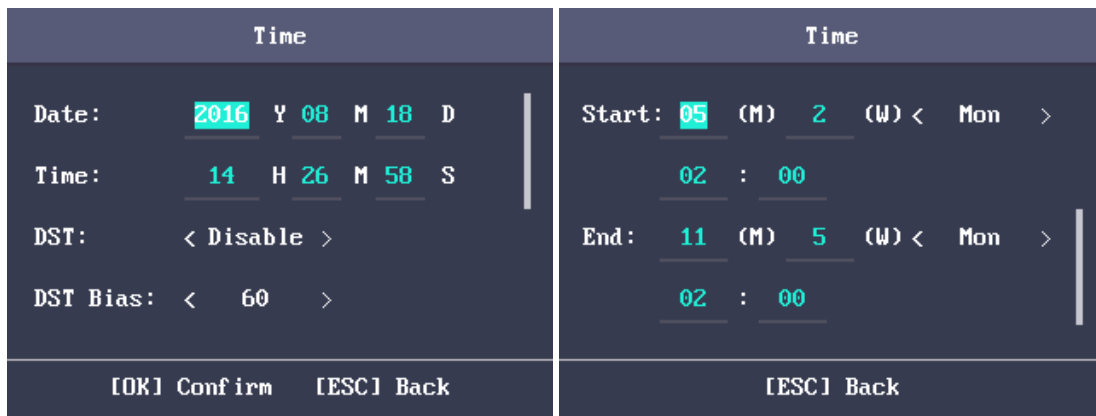 Time
Date: 2016 Y 08 M 18 D
Time: 14 H 26 M 58 S
DST: < Disable >
DST Bias: < 60 >
[OK] Confirm [ESC] Back
Time
Start: 05 (M) 2 (W) < Mon >
02 : 00
End: 11 (M) 5 (W) < Mon >
02 : 00
[ESC] Back